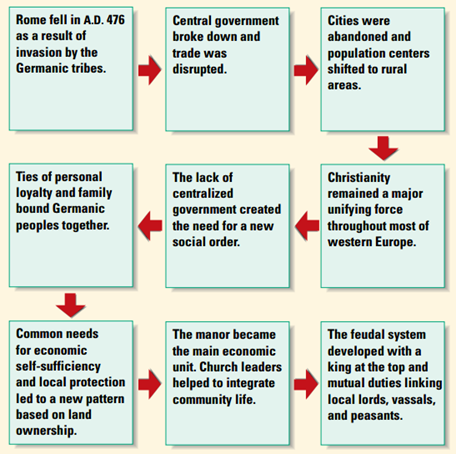 Rome fell in A.D. 476
as a result of
invasion by the
Germanic tribes.
Central government
broke down and
trade was
disrupted.
Cities were
abandoned and
population centers
shifted to rural
areas.
Christianity
remained a major
unifying force
throughout most of
western Europe.
The lack of
centralized
government created
the need for a new
social order.
Ties of personal
loyalty and family
bound Germanic
peoples together.
Common needs
for economic
self-sufficiency
and local protection
led to a new pattern
based on land
ownership.
The manor became
the main economic
unit. Church leaders
helped to integrate
community life.
The feudal system
developed with a
king at the top and
mutual duties linking
local lords, vassals,
and peasants.